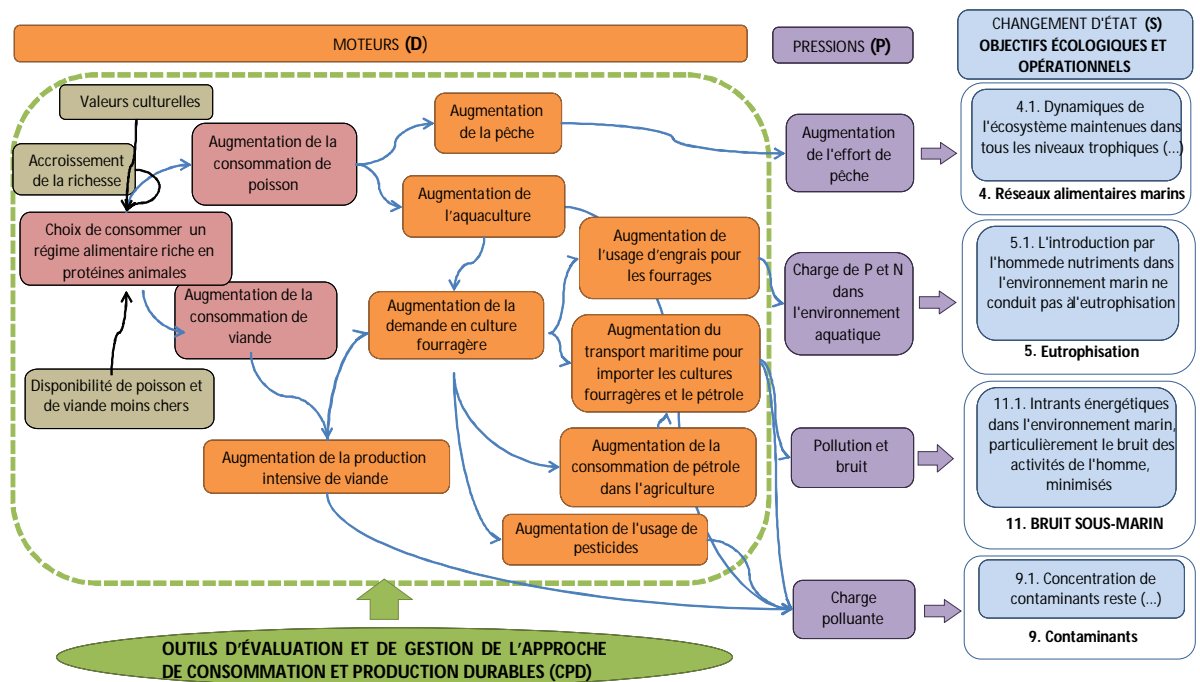 MOTEURS (D)
PRESSIONS (P)
CHANGEMENT D'ÉTAT (S)
OBJECTIFS ÉCOLOGIQUES ET
OPÉRATIONNELS
Valeurs culturelles
Accroissement
de la richesse
Choix de consommer un
régime alimentaire riche en
protéines animales
Disponibilité de poisson et
de viande moins chers
Augmentation de la
consommation de
poisson
Augmentation de la
consommation de
viande
Augmentation
de la pêche
Augmentation de
l'aquaculture
Augmentation de la
demande en culture
fourragère
Augmentation de la production
intensive de viande
Augmentation de
l'usage d'engrais pour
les fourrages
Augmentation du
transport maritime pour
importer les cultures
fourragères et le pétrole
Augmentation de la
consommation de pétrole
dans l'agriculture
Augmentation de l'usage de
pesticides
Augmentation
de l'effort de
pêche
Charge de P et N
dans
l'environnement
aquatique
Pollution et
bruit
Charge
polluante
4.1. Dynamiques de
l'écosystème maintenues dans
tous les niveaux trophiques (...)
4. Réseaux alimentaires marins
5.1. L'introduction par
l'hommede nutriments dans
l'environnement marin ne
conduit pas àl'eutrophisation
5. Eutrophisation
11.1. Intrants énergétiques
dans l'environnement marin,
particulièrement le bruit des
activités de l'homme,
minimisés
11. BRUIT SOUS-MARIN
9.1. Concentration de
contaminants reste (...)
9. Contaminants
OUTILS D'ÉVALUATION ET DE GESTION DE L'APPROCHE
DE CONSOMMATION ET PRODUCTION DURABLES (CPD)